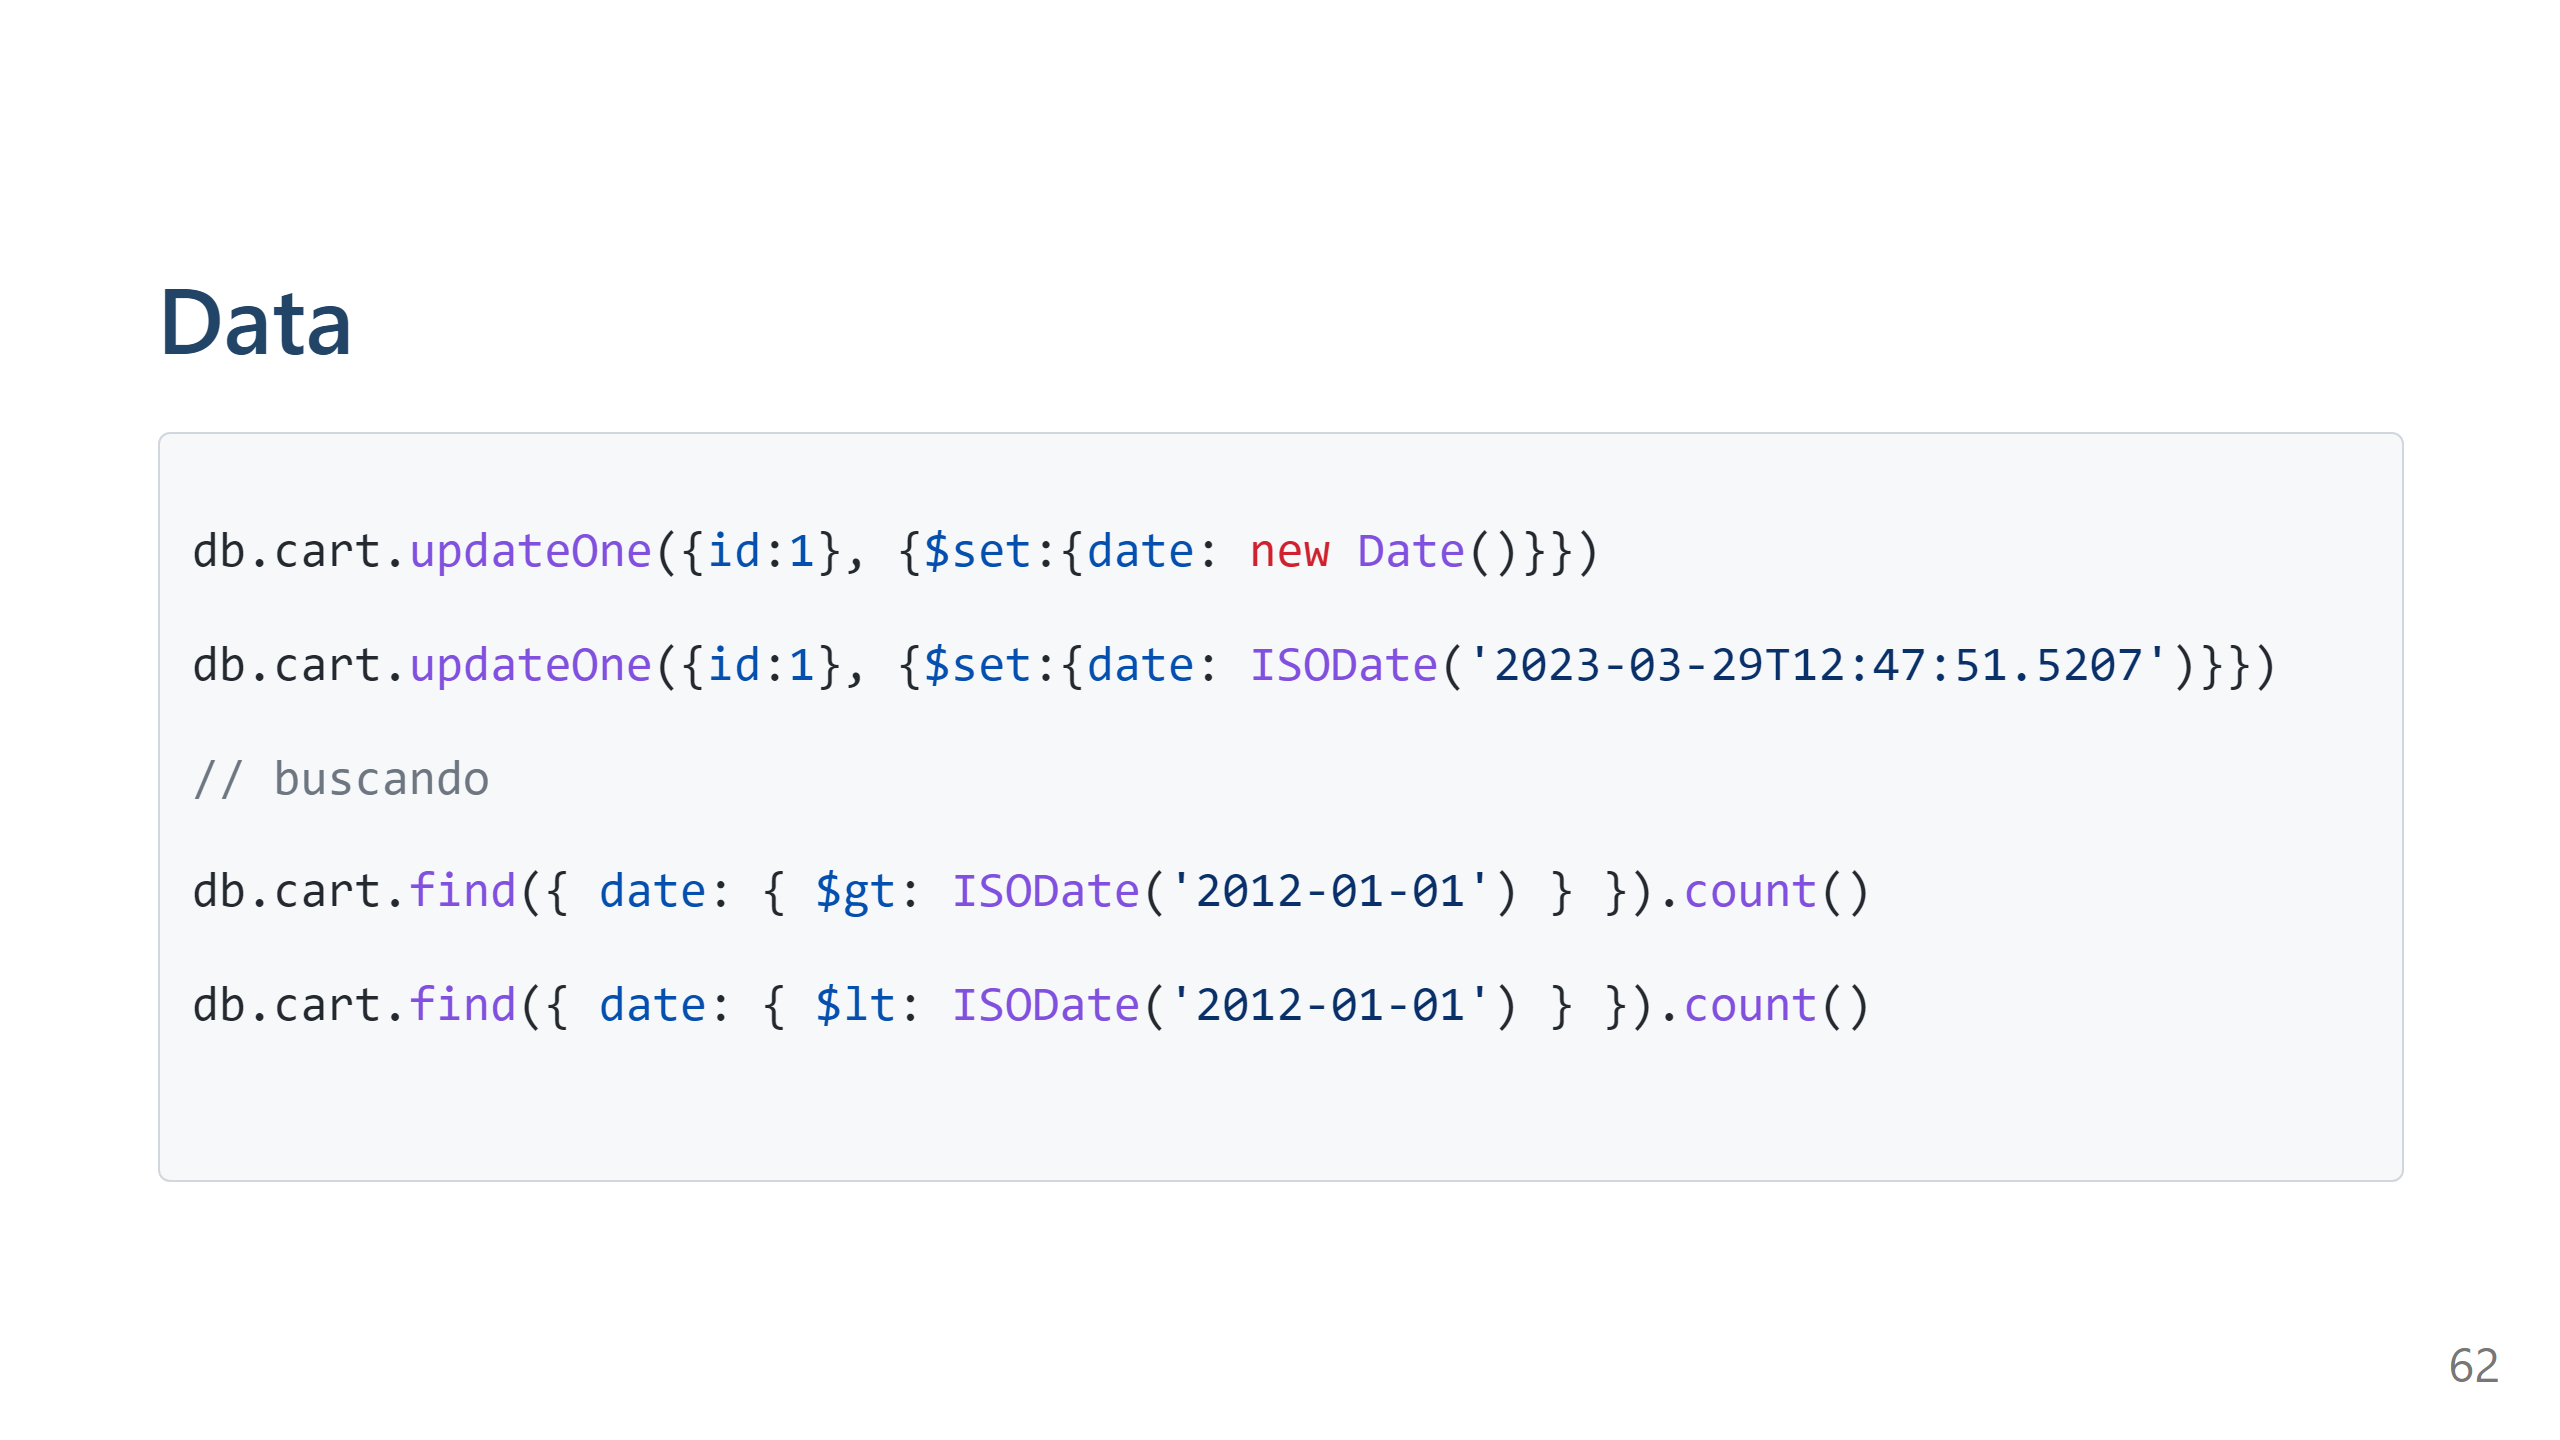 Data
db.cart.updateOne({id:1}, {$set:{date: new Date()}})
db.cart.updateOne({id:1}, {$set:{date: ISODate('2023-03-29T12:47:51.5207')}})
// buscando
db.cart.find({ date: { $gt: ISODate('2012-01-01') } }).count()
db.cart.find({ date: { $lt: ISODate('2012-01-01') } }).count()
62